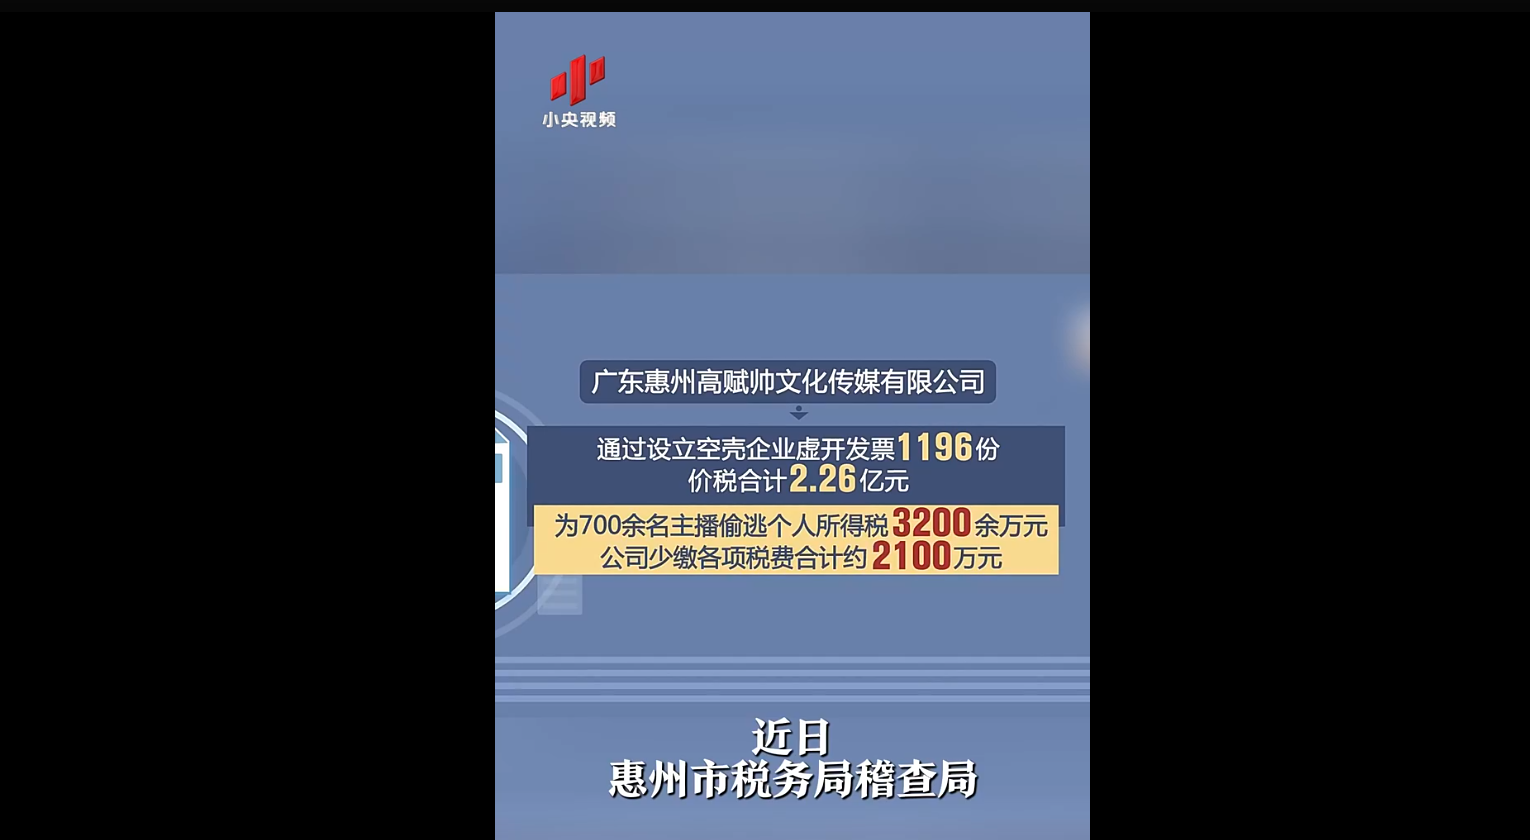 小央视频
广东惠州高赋帅文化传媒有限公司
通过设立空壳企业虚开发票1196份
价税合计2.26亿元
为700余名主播偷逃个人所得税3200余万元
公司少缴各项税费合计约2100万元
近日
惠州市税务局稽查局